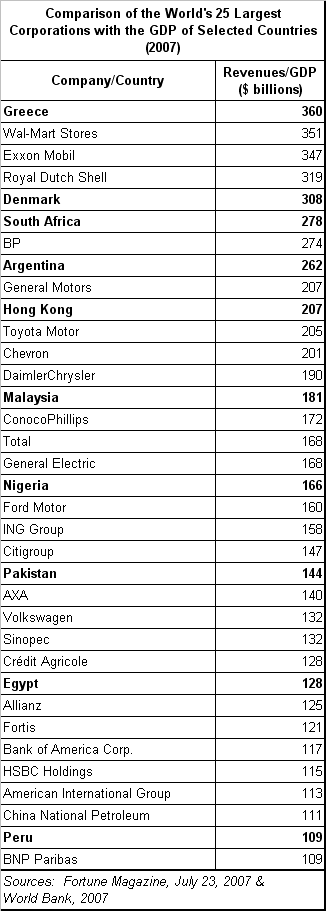 Comparison of the World's 25 Largest
Corporations with the GDP of Selected Countries
(2007)
Company/Country Revenues/GDP
($ billions)
Greece 360
Wal-Mart Stores 351
Exxon Mobil 347
Royal Dutch Shell 319
Denmark 308
South Africa 278
BP 274
Argentina 262
General Motors 207
Hong Kong 207
Toyota Motor 205
Chevron 201
DaimlerChrysler 190
Malaysia 181
ConocoPhillips 172
Total 168
General Electric 168
Nigeria 166
Ford Motor 160
ING Group 158
Citigroup 147
Pakistan 144
AXA 140
Volkswagen 132
Sinopec 132
Crédit Agricole 128
Egypt 128
Allianz 125
Fortis 121
Bank of America Corp. 117
HSBC Holdings 115
American International Group 113
China National Petroleum 111
Peru 109
BNP Paribas 109
Sources: Fortune Magazine, July 23, 2007 &
World Bank, 2007